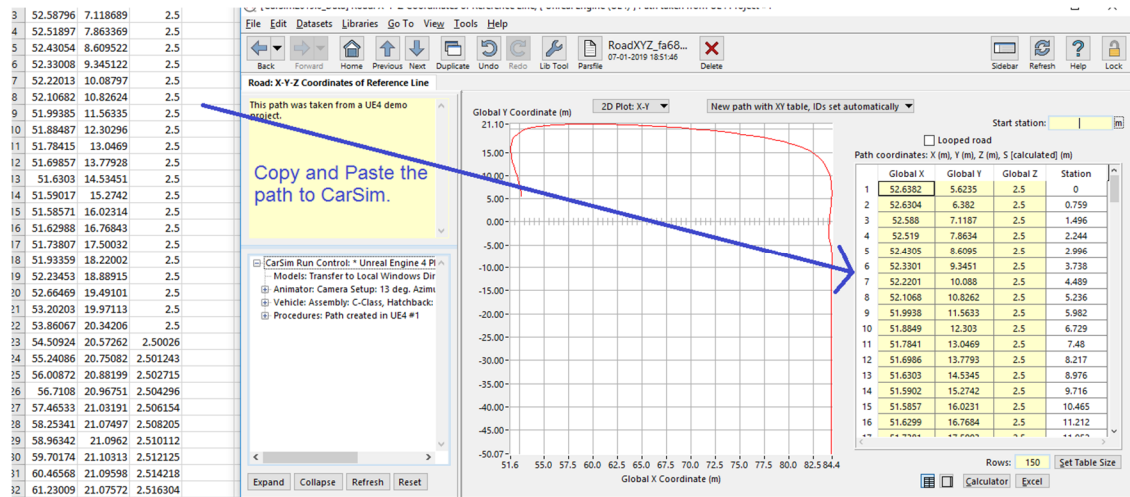 3 52.58796 7.118689 2.5
4 52.51897 7.863369 2.5
5 52.43054 8.609522 2.5
6 52.33008 9.345122 2.5
7 52.22013 10.08797 2.5
8 52.10682 10.82624 2.5
9 51.99385 11.56335 2.5
10 51.88487 12.30296 2.5
11 51.78415 13.0469 2.5
12 51.69857 13.77928 2.5
13 51.6303 14.53451 2.5
14 51.59017 15.2742 2.5
15 51.58571 16.02314 2.5
16 51.62988 16.76843 2.5
17 51.73807 17.50032 2.5
18 51.93359 18.22002 2.5
19 52.23453 18.88915 2.5
20 52.66469 19.49101 2.5
21 53.20203 19.97113 2.5
22 53.86067 20.34206 2.5
23 54.50924 20.57262 2.50026
24 55.24086 20.75082 2.501243
25 56.00872 20.88199 2.502715
26 56.7108 20.96751 2.504296
27 57.46533 21.03191 2.506154
28 58.25341 21.07497 2.508205
29 58.96342 21.0962 2.510112
30 59.70174 21.10313 2.512125
31 60.46568 21.09598 2.514218
32 61.23009 21.07572 2.516304
File Edit Datasets Libraries Go To View Tools Help
Back Forward Home Previous Next Duplicate Undo Redo Lib Tool Parsfile
RoadXYZ_fa68...
07-01-2019 18:51:46
Delete Sidebar Refresh Help Lock
Road: X-Y-Z Coordinates of Reference Line
This path was taken from a UE4 demo
project.
Copy and Paste the
path to CarSim.
CarSim Run Control: * Unreal Engine 4 Pl
Models: Transfer to Local Windows Dir
Animator: Camera Setup: 13 deg. Azimu
Vehicle: Assembly: C-Class, Hatchback:
Procedures: Path created in UE4 #1
Expand Collapse Refresh Reset
Global Y Coordinate (m)
2D Plot: X-Y
New path with XY table, IDs set automatically
21.10
15.00
10.00
5.00
0.00
-5.00
-10.00
-15.00
-20.00
-25.00
-30.00
-35.00
-40.00
-45.00
-50.07
51.6 55.0 57.5 60.0 62.5 65.0 67.5 70.0 72.5 75.0 77.5 80.0 82.5 84.4
Global X Coordinate (m)
Start station: m
Looped road
Path coordinates: X (m), Y (m), Z (m), S [calculated] (m)
Global X Global Y Global Z Station
1 52.6382 5.6235 2.5 0
2 52.6304 6.382 2.5 0.759
3 52.588 7.1187 2.5 1.496
4 52.519 7.8634 2.5 2.244
5 52.4305 8.6095 2.5 2.996
6 52.3301 9.3451 2.5 3.738
7 52.2201 10.088 2.5 4.489
8 52.1068 10.8262 2.5 5.236
9 51.9938 11.5633 2.5 5.982
10 51.8849 12.303 2.5 6.729
11 51.7841 13.0469 2.5 7.48
12 51.6986 13.7793 2.5 8.217
13 51.6303 14.5345 2.5 8.976
14 51.5902 15.2742 2.5 9.716
15 51.5857 16.0231 2.5 10.465
16 51.6299 16.7684 2.5 11.212
Rows: 150 Set Table Size
Calculator Excel